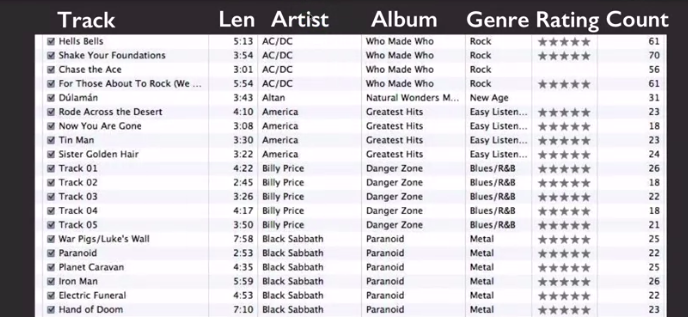 Track Len Artist Album Genre Rating Count
Hells Bells 5:13 AC/DC Who Made Who Rock ★★★★★ 61
Shake Your Foundations 3:54 AC/DC Who Made Who Rock ★★★★★ 70
Chase the Ace 3:01 AC/DC Who Made Who Rock 56
For Those About To Rock (We ... 5:54 AC/DC Who Made Who Rock ★★★★★ 61
Dúlamán 3:43 Altan Natural Wonders M... New Age 31
Rode Across the Desert 4:10 America Greatest Hits Easy Listen... ★★★★★ 23
Now You Are Gone 3:08 America Greatest Hits Easy Listen... ★★★★★ 18
Tin Man 3:30 America Greatest Hits Easy Listen... ★★★★★ 23
Sister Golden Hair 3:22 America Greatest Hits Easy Listen... ★★★★★ 24
Track 01 4:22 Billy Price Danger Zone Blues/R&B ★★★★★ 26
Track 02 2:45 Billy Price Danger Zone Blues/R&B ★★★★★ 18
Track 03 3:26 Billy Price Danger Zone Blues/R&B ★★★★★ 22
Track 04 4:17 Billy Price Danger Zone Blues/R&B ★★★★★ 18
Track 05 3:50 Billy Price Danger Zone Blues/R&B ★★★★★ 21
War Pigs/Luke's Wall 7:58 Black Sabbath Paranoid Metal ★★★★★ 25
Paranoid 2:53 Black Sabbath Paranoid Metal ★★★★★ 22
Planet Caravan 4:35 Black Sabbath Paranoid Metal ★★★★★ 25
Iron Man 5:59 Black Sabbath Paranoid Metal ★★★★★ 26
Electric Funeral 4:53 Black Sabbath Paranoid Metal ★★★★★ 22
Hand of Doom 7:10 Black Sabbath Paranoid Metal ★★★★★ 23